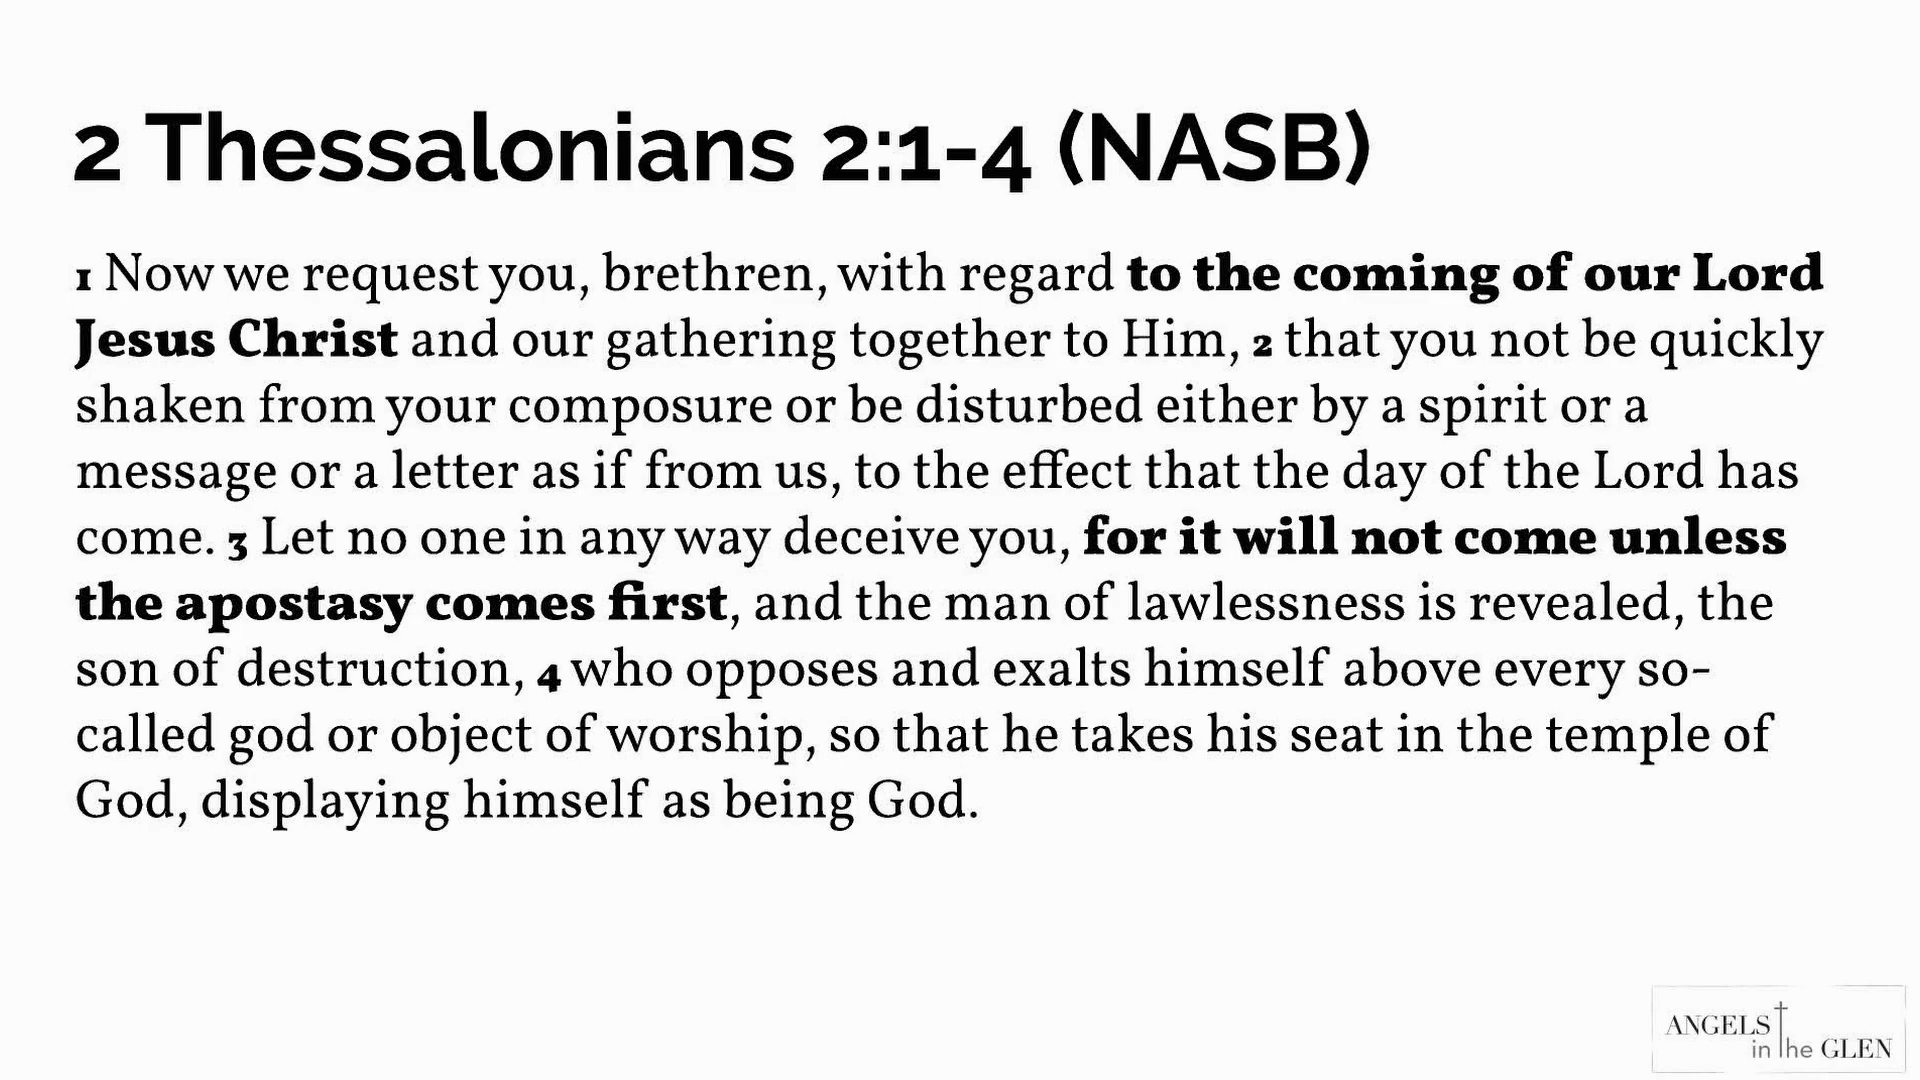 2 Thessalonians 2:1-4 (NASB)
1 Now we request you, brethren, with regard to the coming of our Lord
Jesus Christ and our gathering together to Him, 2 that you not be quickly
shaken from your composure or be disturbed either by a spirit or a
message or a letter as if from us, to the effect that the day of the Lord has
come. 3 Let no one in any way deceive you, for it will not come unless
the apostasy comes first, and the man of lawlessness is revealed, the
son of destruction, 4 who opposes and exalts himself above every so-
called god or object of worship, so that he takes his seat in the temple of
God, displaying himself as being God.
ANGELS
in the GLEN